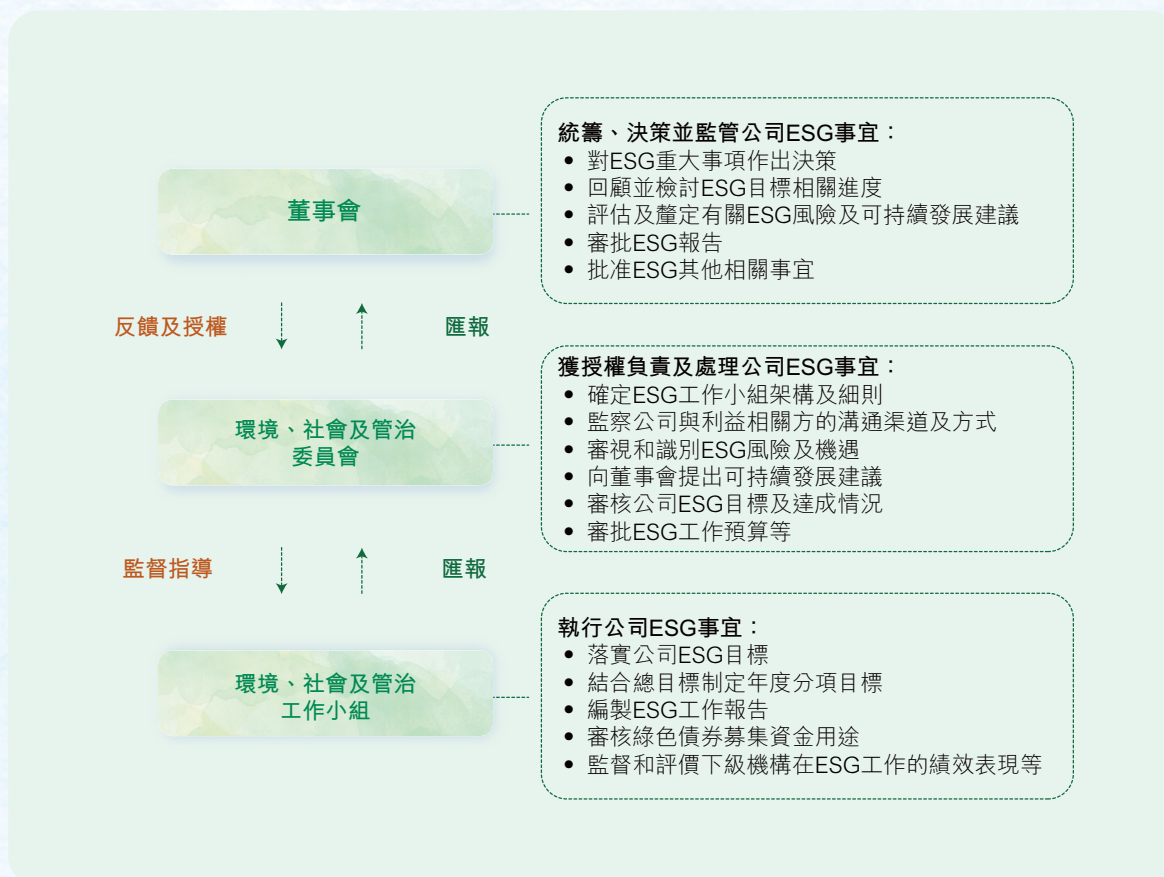 董事會
統籌、決策並監管公司ESG事宜：
• 對ESG重大事項作出決策
• 回顧並檢討ESG目標相關進度
• 評估及釐定有關ESG風險及可持續發展建議
• 審批ESG報告
• 批准ESG其他相關事宜
反饋及授權
匯報
環境、社會及管治
委員會
獲授權負責及處理公司ESG事宜：
• 確定ESG工作小組架構及細則
• 監察公司與利益相關方的溝通渠道及方式
• 審視和識別ESG風險及機遇
• 向董事會提出可持續發展建議
• 審核公司ESG目標及達成情況
• 審批ESG工作預算等
監督指導
匯報
環境、社會及管治
工作小組
執行公司ESG事宜：
• 落實公司ESG目標
• 結合總目標制定年度分項目標
• 編製ESG工作報告
• 審核綠色債券募集資金用途
• 監督和評價下級機構在ESG工作的績效表現等